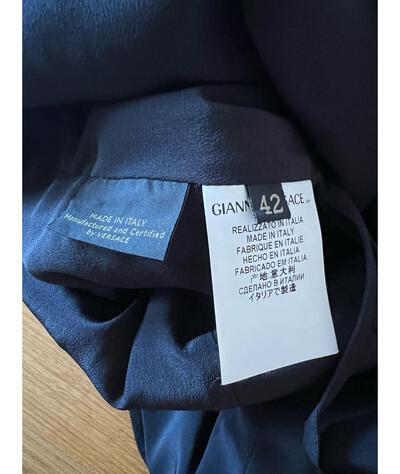 MADE IN ITALY
Manufactured and Certified
by VERSACE
42
GIANNI VERSACE
REALIZZATO IN ITALIA
MADE IN ITALY
FABRIQUE EN ITALIE
HECHO EN ITALIA
FABRICADO EM ITALIA
产地 意大利
СДЕЛАНО В ИТАЛИИ
イタリアで製造